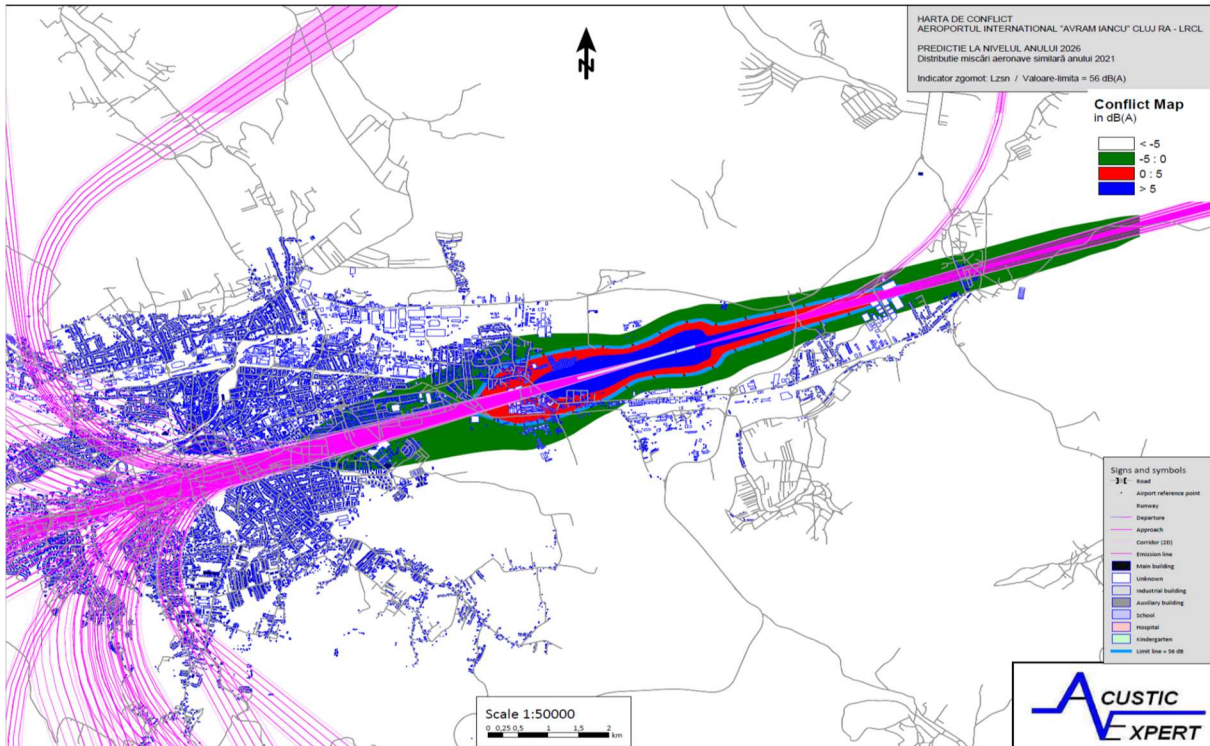 HARTA DE CONFLICT
AEROPORTUL INTERNATIONAL "AVRAM IANCU" CLUJ RA - LRCL
PREDICTIE LA NIVELUL ANULUI 2026
Distributie miscări aeronave similară anului 2021
Indicator zgomot: Lzsn / Valoare-limita = 56 dB(A)
N
Conflict Map
in dB(A)
< -5
-5 : 0
0 : 5
> 5
Signs and symbols
Road
Airport reference point
Runway
Departure
Approach
Corridor (2D)
Emission line
Main building
Unknown
Industrial building
Auxiliary building
School
Hospital
Kindergarten
Limit line = 56 dB
Scale 1:50000
0 0,25 0,5 1 1,5 2
km
ACUSTIC
EXPERT